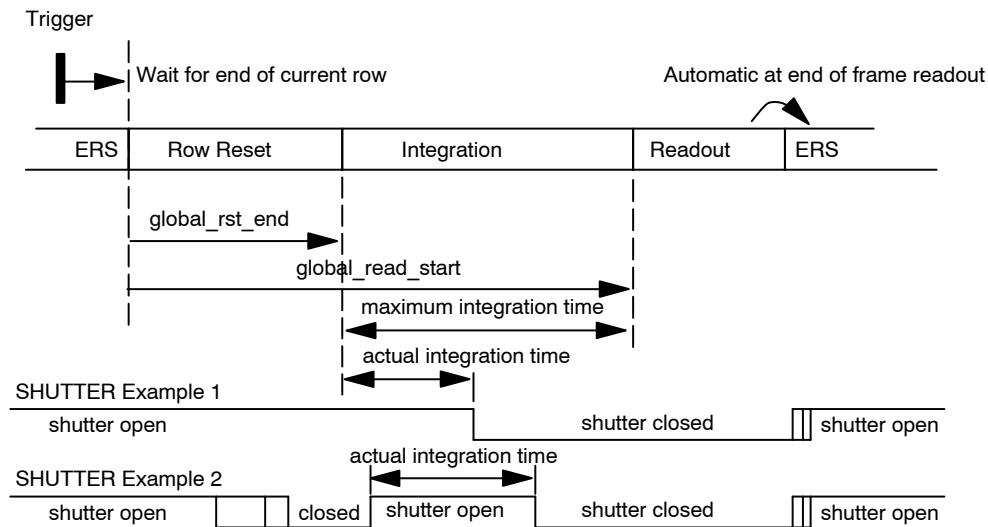 Trigger
Wait for end of current row
Automatic at end of frame readout
ERS
Row Reset
Integration
Readout
ERS
global_rst_end
global_read_start
maximum integration time
actual integration time
SHUTTER Example 1
shutter open
shutter closed
shutter open
actual integration time
SHUTTER Example 2
shutter open
closed
shutter open
shutter closed
shutter open